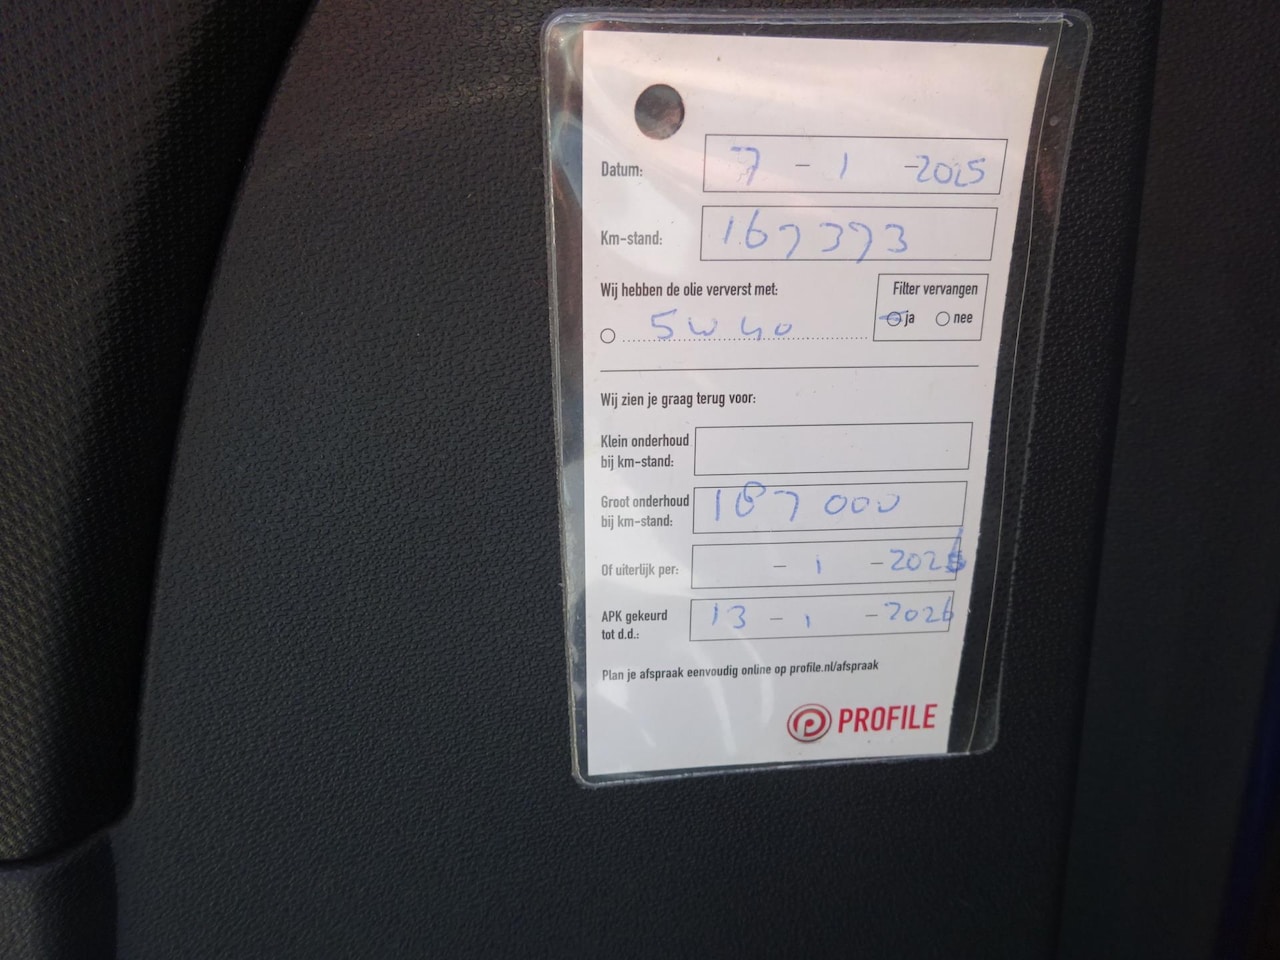 Datum: 7 - 1 -2025
Km-stand: 167373
Wij hebben de olie ververst met:
Filter vervangen
5w40
ja nee
Wij zien je graag terug voor:
Klein onderhoud
bij km-stand:
Groot onderhoud
bij km-stand: 187000
Of uiterlijk per: - 1 -2026
APK gekeurd
tot d.d.: 13 - 1 -2026
Plan je afspraak eenvoudig online op profile.nl/afspraak
PROFILE